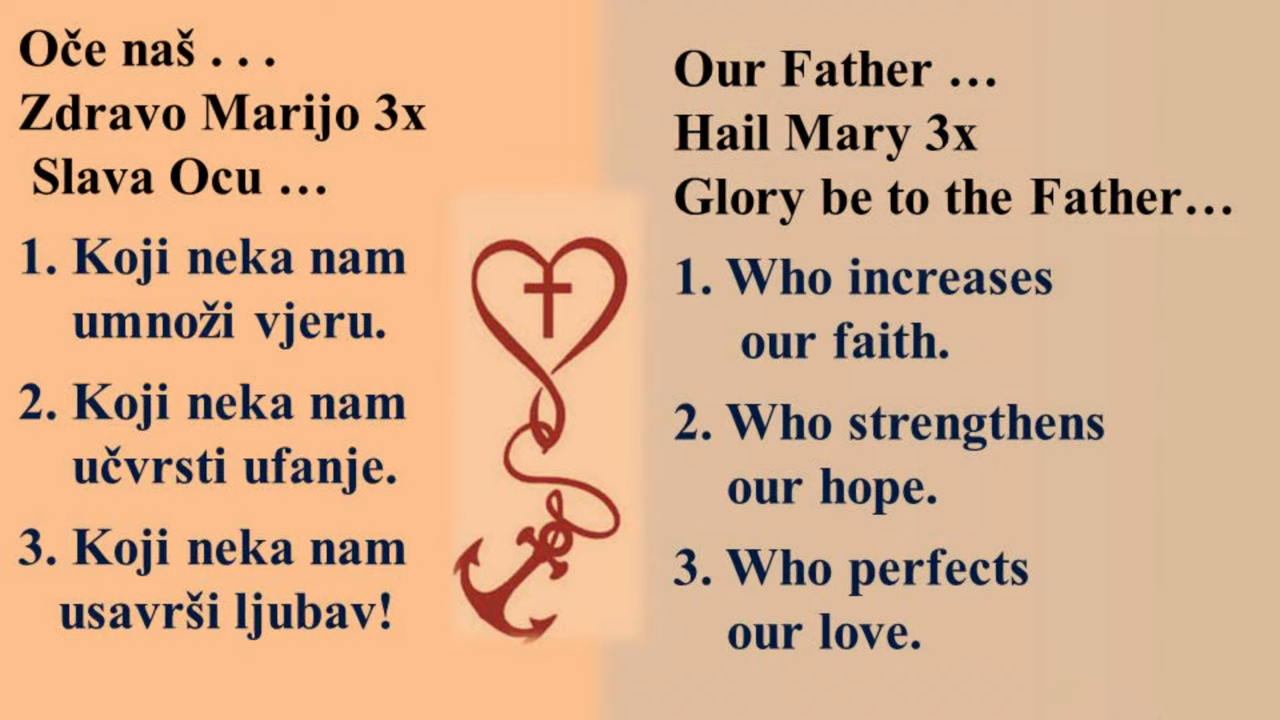 Oče naš . . .
Zdravo Marijo 3x
Slava Ocu …
1. Koji neka nam
umnoži vjeru.
2. Koji neka nam
učvrsti ufanje.
3. Koji neka nam
usavrši ljubav!
Our Father …
Hail Mary 3x
Glory be to the Father…
1. Who increases
our faith.
2. Who strengthens
our hope.
3. Who perfects
our love.